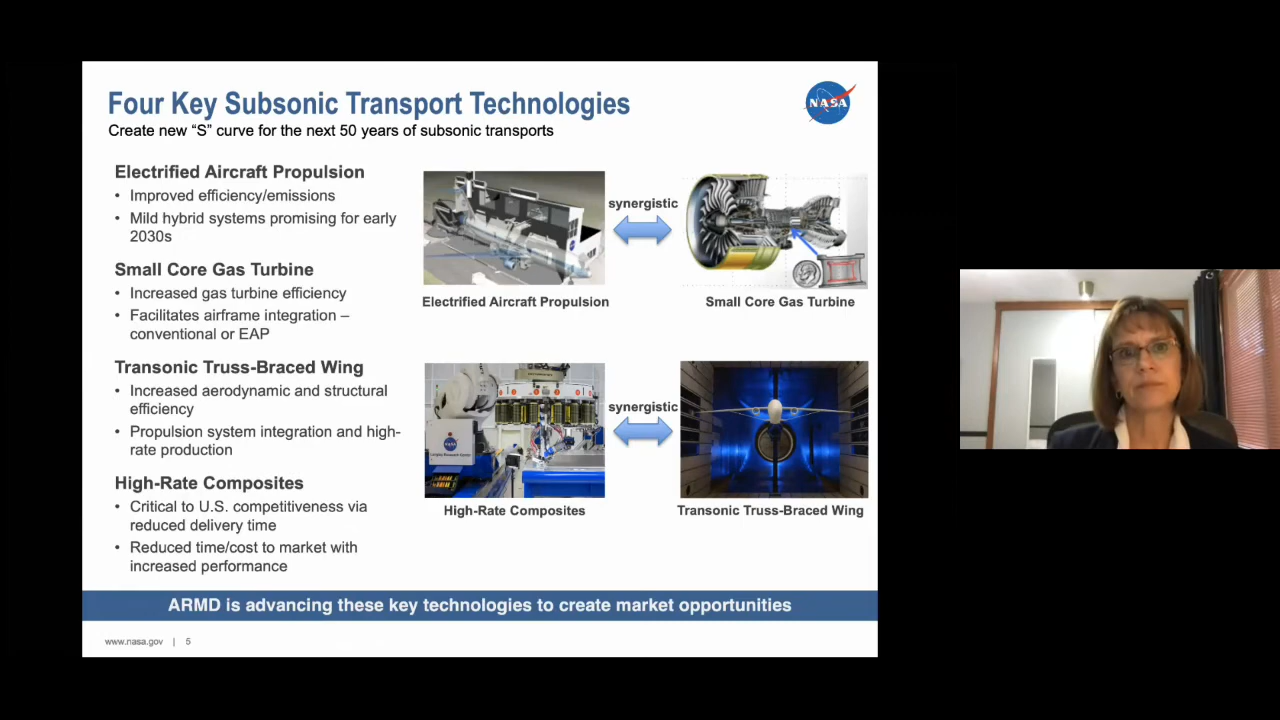 Four Key Subsonic Transport Technologies
Create new “S” curve for the next 50 years of subsonic transports
NASA
Electrified Aircraft Propulsion
• Improved efficiency/emissions
• Mild hybrid systems promising for early
2030s
Small Core Gas Turbine
• Increased gas turbine efficiency
• Facilitates airframe integration –
conventional or EAP
Transonic Truss-Braced Wing
• Increased aerodynamic and structural
efficiency
• Propulsion system integration and high-
rate production
High-Rate Composites
• Critical to U.S. competitiveness via
reduced delivery time
• Reduced time/cost to market with
increased performance
synergistic
Electrified Aircraft Propulsion
Small Core Gas Turbine
synergistic
NASA
Langley Research Center
High-Rate Composites
Transonic Truss-Braced Wing
ARMD is advancing these key technologies to create market opportunities
www.nasa.gov | 5